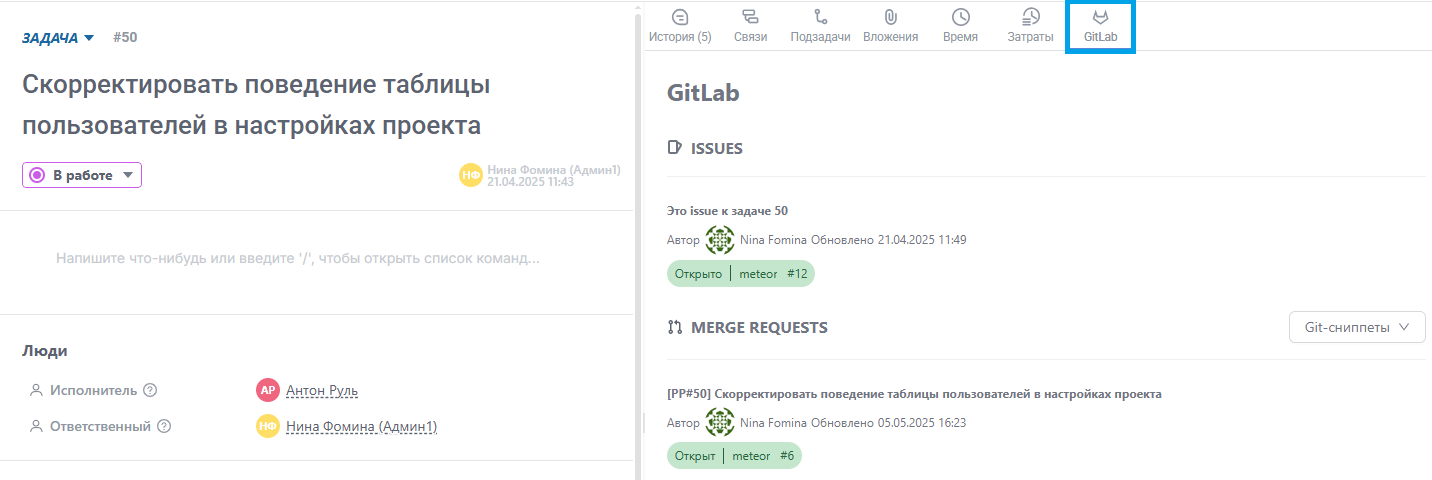 ЗАДАЧА #50
Скорректировать поведение таблицы
пользователей в настройках проекта
В работе
НФ Нина Фомина (Админ1)
21.04.2025 11:43
Напишите что-нибудь или введите '/', чтобы открыть список команд...
Люди
Исполнитель ? АР Антон Руль
Ответственный ? НФ Нина Фомина (Админ1)
История (5) Связи Подзадачи Вложения Время Затраты GitLab
GitLab
ISSUES
Это issue к задаче 50
Автор Nina Fomina Обновлено 21.04.2025 11:49
Открыто meteor #12
MERGE REQUESTS Git-сниппеты
[PP#50] Скорректировать поведение таблицы пользователей в настройках проекта
Автор Nina Fomina Обновлено 05.05.2025 16:23
Открыт meteor #6